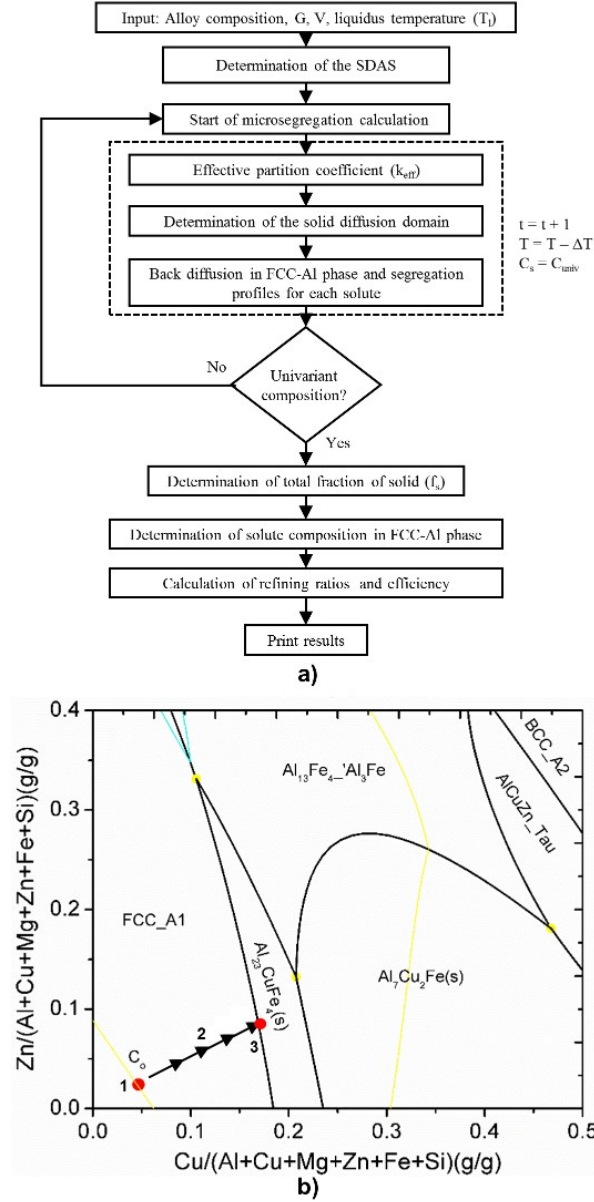 Input: Alloy composition, G, V, liquidus temperature (Tl)
Determination of the SDAS
Start of microsegregation calculation
Effective partition coefficient (keff)
Determination of the solid diffusion domain
Back diffusion in FCC-Al phase and segregation
profiles for each solute
t = t + 1
T = T – ΔT
Cs = Cuniv
No
Univariant
composition?
Yes
Determination of total fraction of solid (fs)
Determination of solute composition in FCC-Al phase
Calculation of refining ratios and efficiency
Print results
a)
0.4
0.3
0.2
0.1
0.0
Zn/(Al+Cu+Mg+Zn+Fe+Si)(g/g)
FCC_A1
Al13Fe4_'Al3Fe
BCC_A2
AlCuZn_Tau
Al23CuFe4(s)
Al7Cu2Fe(s)
Co
1
2
3
0.0
0.1
0.2
0.3
0.4
0.5
Cu/(Al+Cu+Mg+Zn+Fe+Si)(g/g)
b)